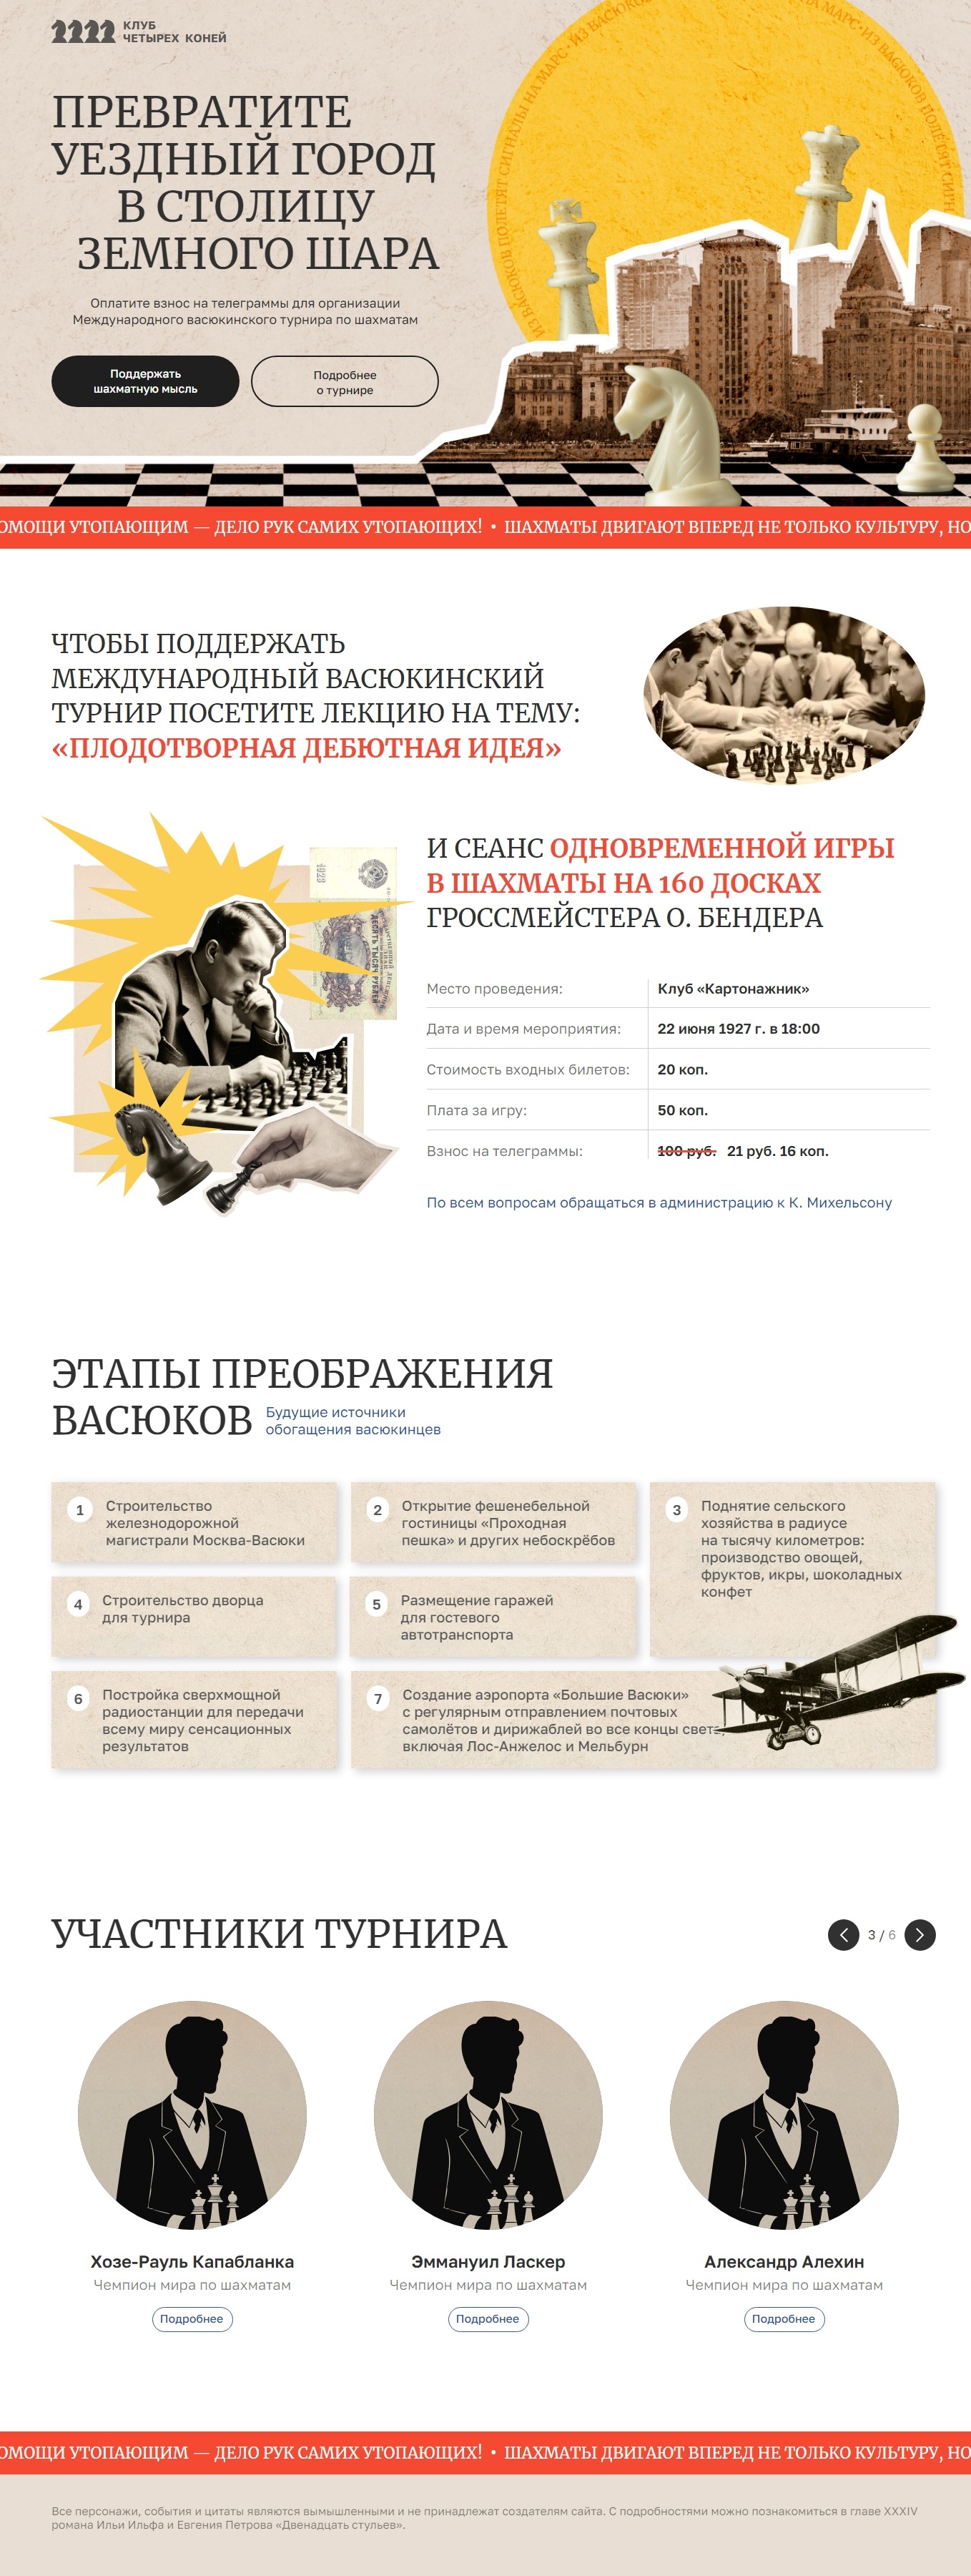 КЛУБ
ЧЕТЫРЕХ КОНЕЙ
НА МАРС • ИЗ ВАСЮКОВ ПОЛЕТЯТ СИГН
ИЗ ВАСЮКОВ ПОЛЕТЯТ СИГНАЛЫ НА МАРС • ИЗ ВАСЮКОВ
ПРЕВРАТИТЕ
УЕЗДНЫЙ ГОРОД
В СТОЛИЦУ
ЗЕМНОГО ШАРА
Оплатите взнос на телеграммы для организации
Международного васюкинского турнира по шахматам
Поддержать
шахматную мысль
Подробнее
о турнире
ОМОЩИ УТОПАЮЩИМ — ДЕЛО РУК САМИХ УТОПАЮЩИХ! • ШАХМАТЫ ДВИГАЮТ ВПЕРЕД НЕ ТОЛЬКО КУЛЬТУРУ, НО
ЧТОБЫ ПОДДЕРЖАТЬ
МЕЖДУНАРОДНЫЙ ВАСЮКИНСКИЙ
ТУРНИР ПОСЕТИТЕ ЛЕКЦИЮ НА ТЕМУ:
«ПЛОДОТВОРНАЯ ДЕБЮТНАЯ ИДЕЯ»
1923
ДЕСЯТЬ ТЫСЯЧ РУБЛЕЙ
И СЕАНС ОДНОВРЕМЕННОЙ ИГРЫ
В ШАХМАТЫ НА 160 ДОСКАХ
ГРОССМЕЙСТЕРА О. БЕНДЕРА
Место проведения: Клуб «Картонажник»
Дата и время мероприятия: 22 июня 1927 г. в 18:00
Стоимость входных билетов: 20 коп.
Плата за игру: 50 коп.
Взнос на телеграммы: 100 руб. 21 руб. 16 коп.
По всем вопросам обращаться в администрацию к К. Михельсону
ЭТАПЫ ПРЕОБРАЖЕНИЯ
ВАСЮКОВ
Будущие источники
обогащения васюкинцев
1
Строительство
железнодорожной
магистрали Москва-Васюки
2
Открытие фешенебельной
гостиницы «Проходная
пешка» и других небоскрёбов
3
Поднятие сельского
хозяйства в радиусе
на тысячу километров:
производство овощей,
фруктов, икры, шоколадных
конфет
4
Строительство дворца
для турнира
5
Размещение гаражей
для гостевого
автотранспорта
6
Постройка сверхмощной
радиостанции для передачи
всему миру сенсационных
результатов
7
Создание аэропорта «Большие Васюки»
с регулярным отправлением почтовых
самолётов и дирижаблей во все концы света,
включая Лос-Анжелос и Мельбурн
УЧАСТНИКИ ТУРНИРА
3 / 6
Хозе-Рауль Капабланка
Чемпион мира по шахматам
Подробнее
Эммануил Ласкер
Чемпион мира по шахматам
Подробнее
Александр Алехин
Чемпион мира по шахматам
Подробнее
ОМОЩИ УТОПАЮЩИМ — ДЕЛО РУК САМИХ УТОПАЮЩИХ! • ШАХМАТЫ ДВИГАЮТ ВПЕРЕД НЕ ТОЛЬКО КУЛЬТУРУ, НО
Все персонажи, события и цитаты являются вымышленными и не принадлежат создателям сайта. С подробностями можно познакомиться в главе XXXIV
романа Ильи Ильфа и Евгения Петрова «Двенадцать стульев».